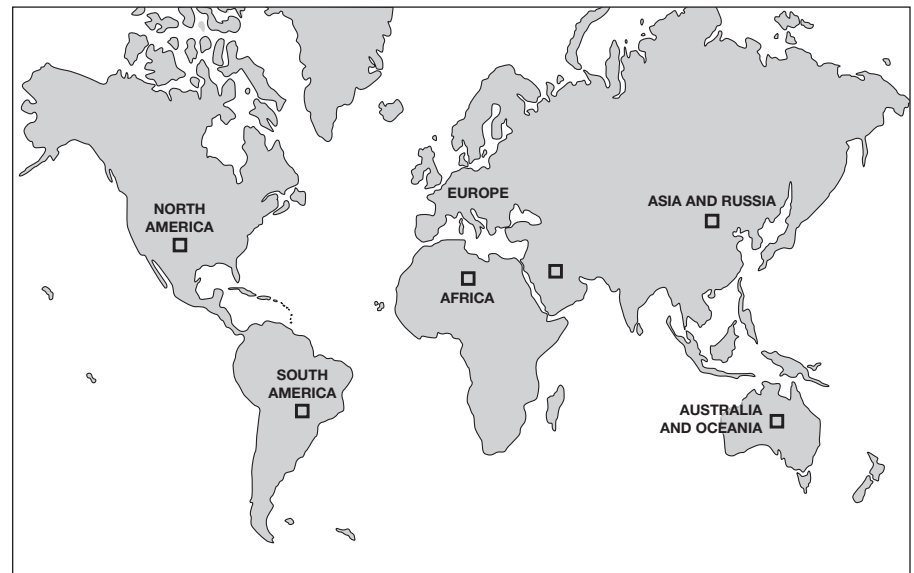 EUROPE
ASIA AND RUSSIA
NORTH
AMERICA
AFRICA
SOUTH
AMERICA
AUSTRALIA
AND OCEANIA